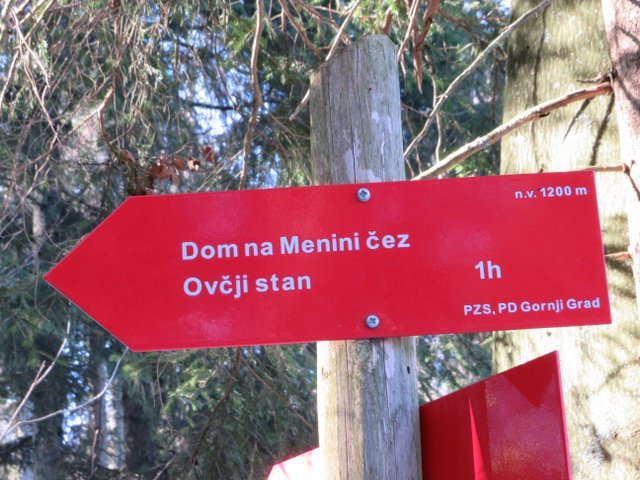 n.v. 1200 m
Dom na Menini čez
Ovčji stan
1h
PZS, PD Gornji Grad